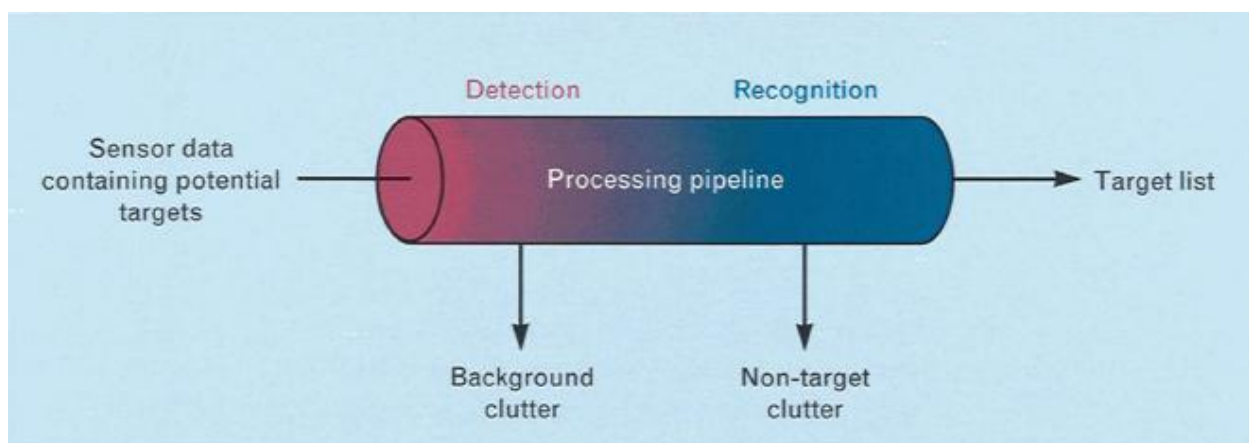 Detection
Recognition
Sensor data
containing potential
targets
Processing pipeline
Target list
Background
clutter
Non-target
clutter